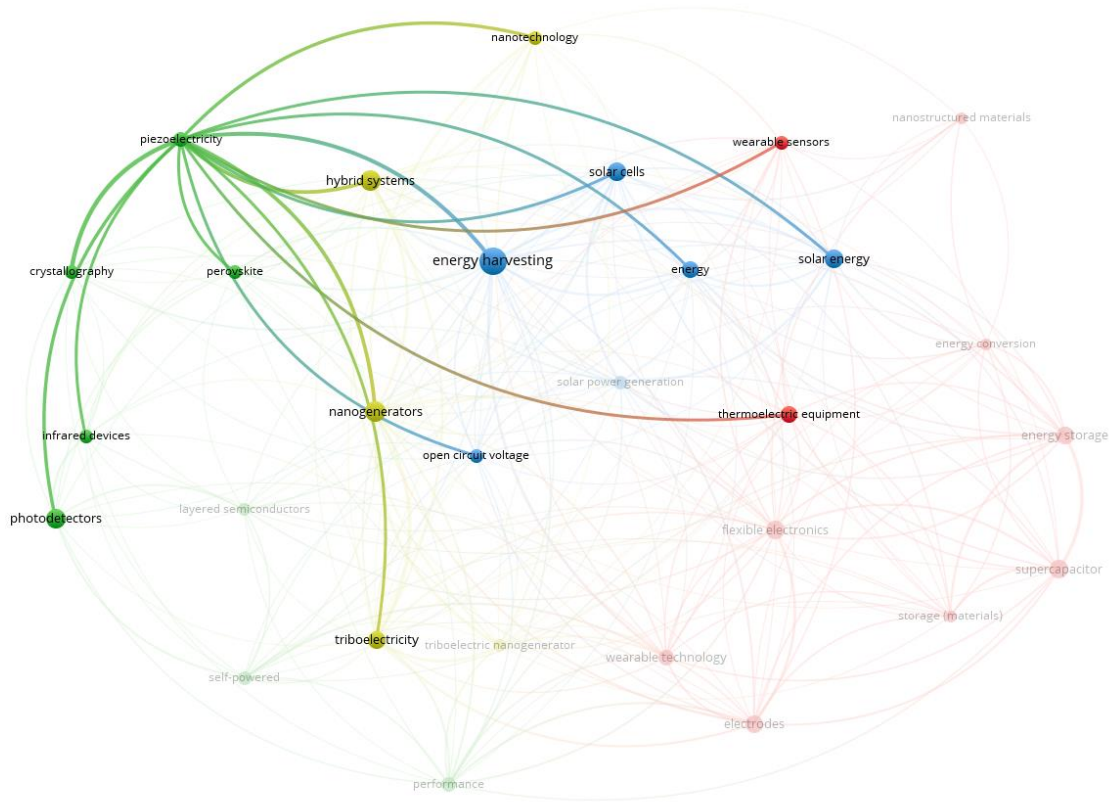 nanotechnology
nanostructured materials
piezoelectricity
wearable sensors
solar cells
hybrid systems
energy harvesting
solar energy
energy
crystallography
perovskite
energy conversion
solar power generation
nanogenerators
thermoelectric equipment
infrared devices
energy storage
open circuit voltage
layered semiconductors
photodetectors
flexible electronics
supercapacitor
storage (materials)
triboelectricity
triboelectric nanogenerator
wearable technology
self-powered
electrodes
performance